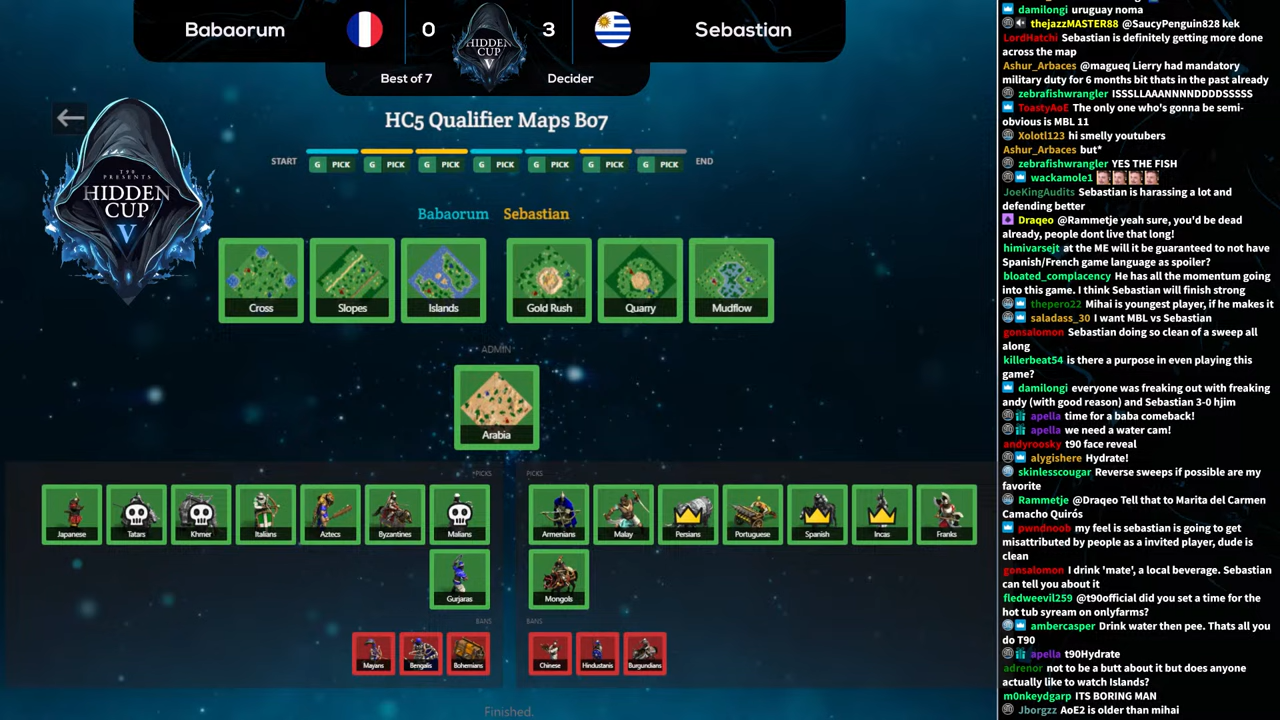 Babaorum
0
HIDDEN
CUP
V
3
Sebastian
Best of 7
Decider
T90
PRESENTS
HIDDEN
CUP
V
HC5 Qualifier Maps Bo7
START
G PICK
G PICK
G PICK
G PICK
G PICK
G PICK
G PICK
END
Babaorum Sebastian
Cross
Slopes
Islands
Gold Rush
Quarry
Mudflow
ADMIN
Arabia
PICKS
PICKS
Japanese
Tatars
Khmer
Italians
Aztecs
Byzantines
Malians
Armenians
Malay
Persians
Portuguese
Spanish
Incas
Franks
Gurjaras
Mongols
BANS
BANS
Mayans
Bengalis
Bohemians
Chinese
Hindustanis
Burgundians
Finished.
damilongi uruguay noma
thejazzMASTER88 @SaucyPenguin828 kek
LordHatchi Sebastian is definitely getting more done
across the map
Ashur_Arbaces @magueq Lierry had mandatory
military duty for 6 months bit thats in the past already
zebrafishwrangler ISSSLLAAANNNNDDDDSSSSS
ToastyAoE The only one who's gonna be semi-
obvious is MBL 11
Xolotl123 hi smelly youtubers
Ashur_Arbaces but*
zebrafishwrangler YES THE FISH
wackamole1
JoeKingAudits Sebastian is harassing a lot and
defending better
Draqeo @Rammetje yeah sure, you'd be dead
already, people dont live that long!
himivarsejt at the ME will it be guaranteed to not have
Spanish/French game language as spoiler?
bloated_complacency He has all the momentum going
into this game. I think Sebastian will finish strong
thepero22 Mihai is youngest player, if he makes it
saladass_30 I want MBL vs Sebastian
gonsalomon Sebastian doing so clean of a sweep all
along
killerbeat54 is there a purpose in even playing this
game?
damilongi everyone was freaking out with freaking
andy (with good reason) and Sebastian 3-0 hjim
apella time for a baba comeback!
apella we need a water cam!
andyroosky t90 face reveal
alygishere Hydrate!
skinlesscougar Reverse sweeps if possible are my
favorite
Rammetje @Draqeo Tell that to Marita del Carmen
Camacho Quirós
pwndnoob my feel is sebastian is going to get
misattributed by people as a invited player, dude is
clean
gonsalomon I drink 'mate', a local beverage. Sebastian
can tell you about it
fledweevil259 @t90official did you set a time for the
hot tub syream on onlyfarms?
ambercasper Drink water then pee. Thats all you
do T90
apella t90Hydrate
adrenor not to be a butt about it but does anyone
actually like to watch Islands?
m0nkeydgarp ITS BORING MAN
Jborgzz AoE2 is older than mihai